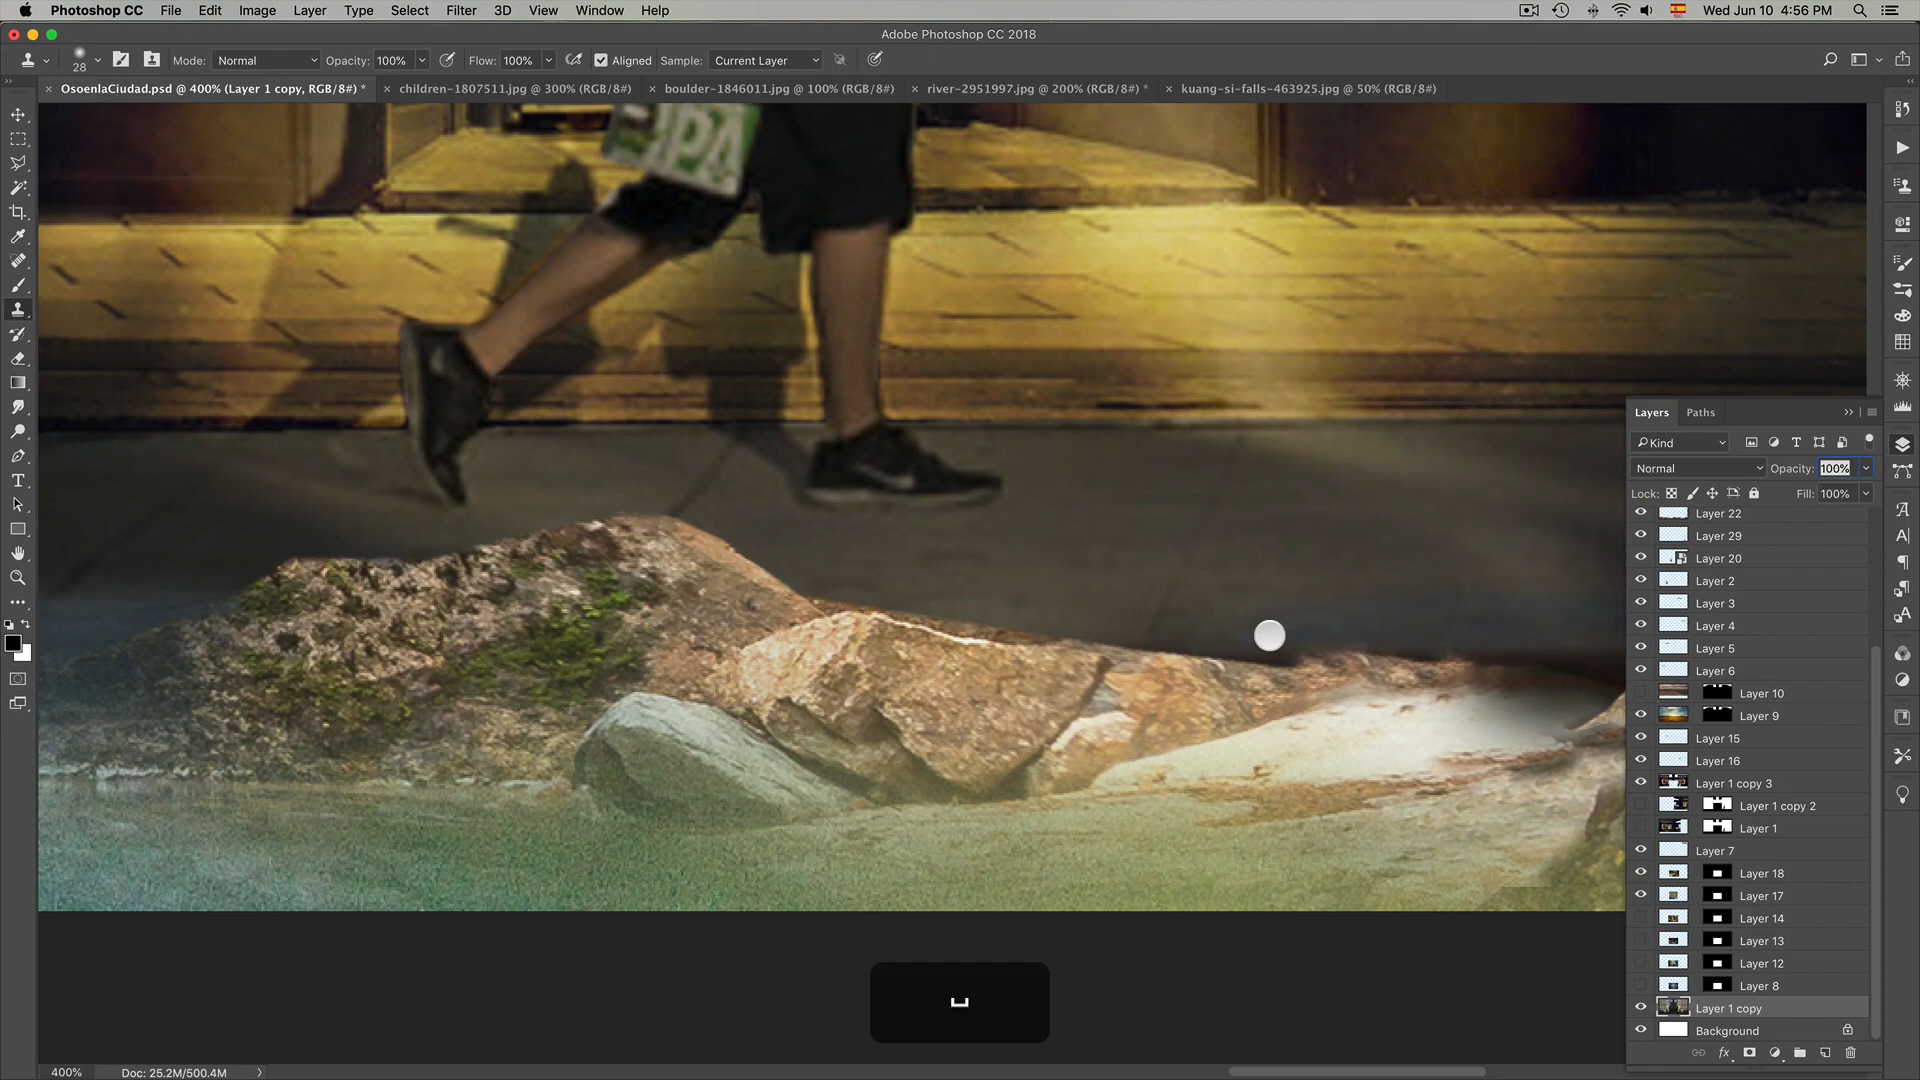 Photoshop CC File Edit Image Layer Type Select Filter 3D View Window Help Wed Jun 10 4:56 PM
Adobe Photoshop CC 2018
28 Mode: Normal Opacity: 100% Flow: 100% Aligned Sample: Current Layer
OsoenlaCiudad.psd @ 400% (Layer 1 copy, RGB/8#) * children-1807511.jpg @ 300% (RGB/8#) boulder-1846011.jpg @ 100% (RGB/8#) river-2951997.jpg @ 200% (RGB/8#) * kuang-si-falls-463925.jpg @ 50% (RGB/8#)
Layers Paths
Kind
Normal Opacity: 100%
Lock: Fill: 100%
Layer 22
Layer 29
Layer 20
Layer 2
Layer 3
Layer 4
Layer 5
Layer 6
Layer 10
Layer 9
Layer 15
Layer 16
Layer 1 copy 3
Layer 1 copy 2
Layer 1
Layer 7
Layer 18
Layer 17
Layer 14
Layer 13
Layer 12
Layer 8
Layer 1 copy
Background
fx
400% Doc: 25.2M/500.4M